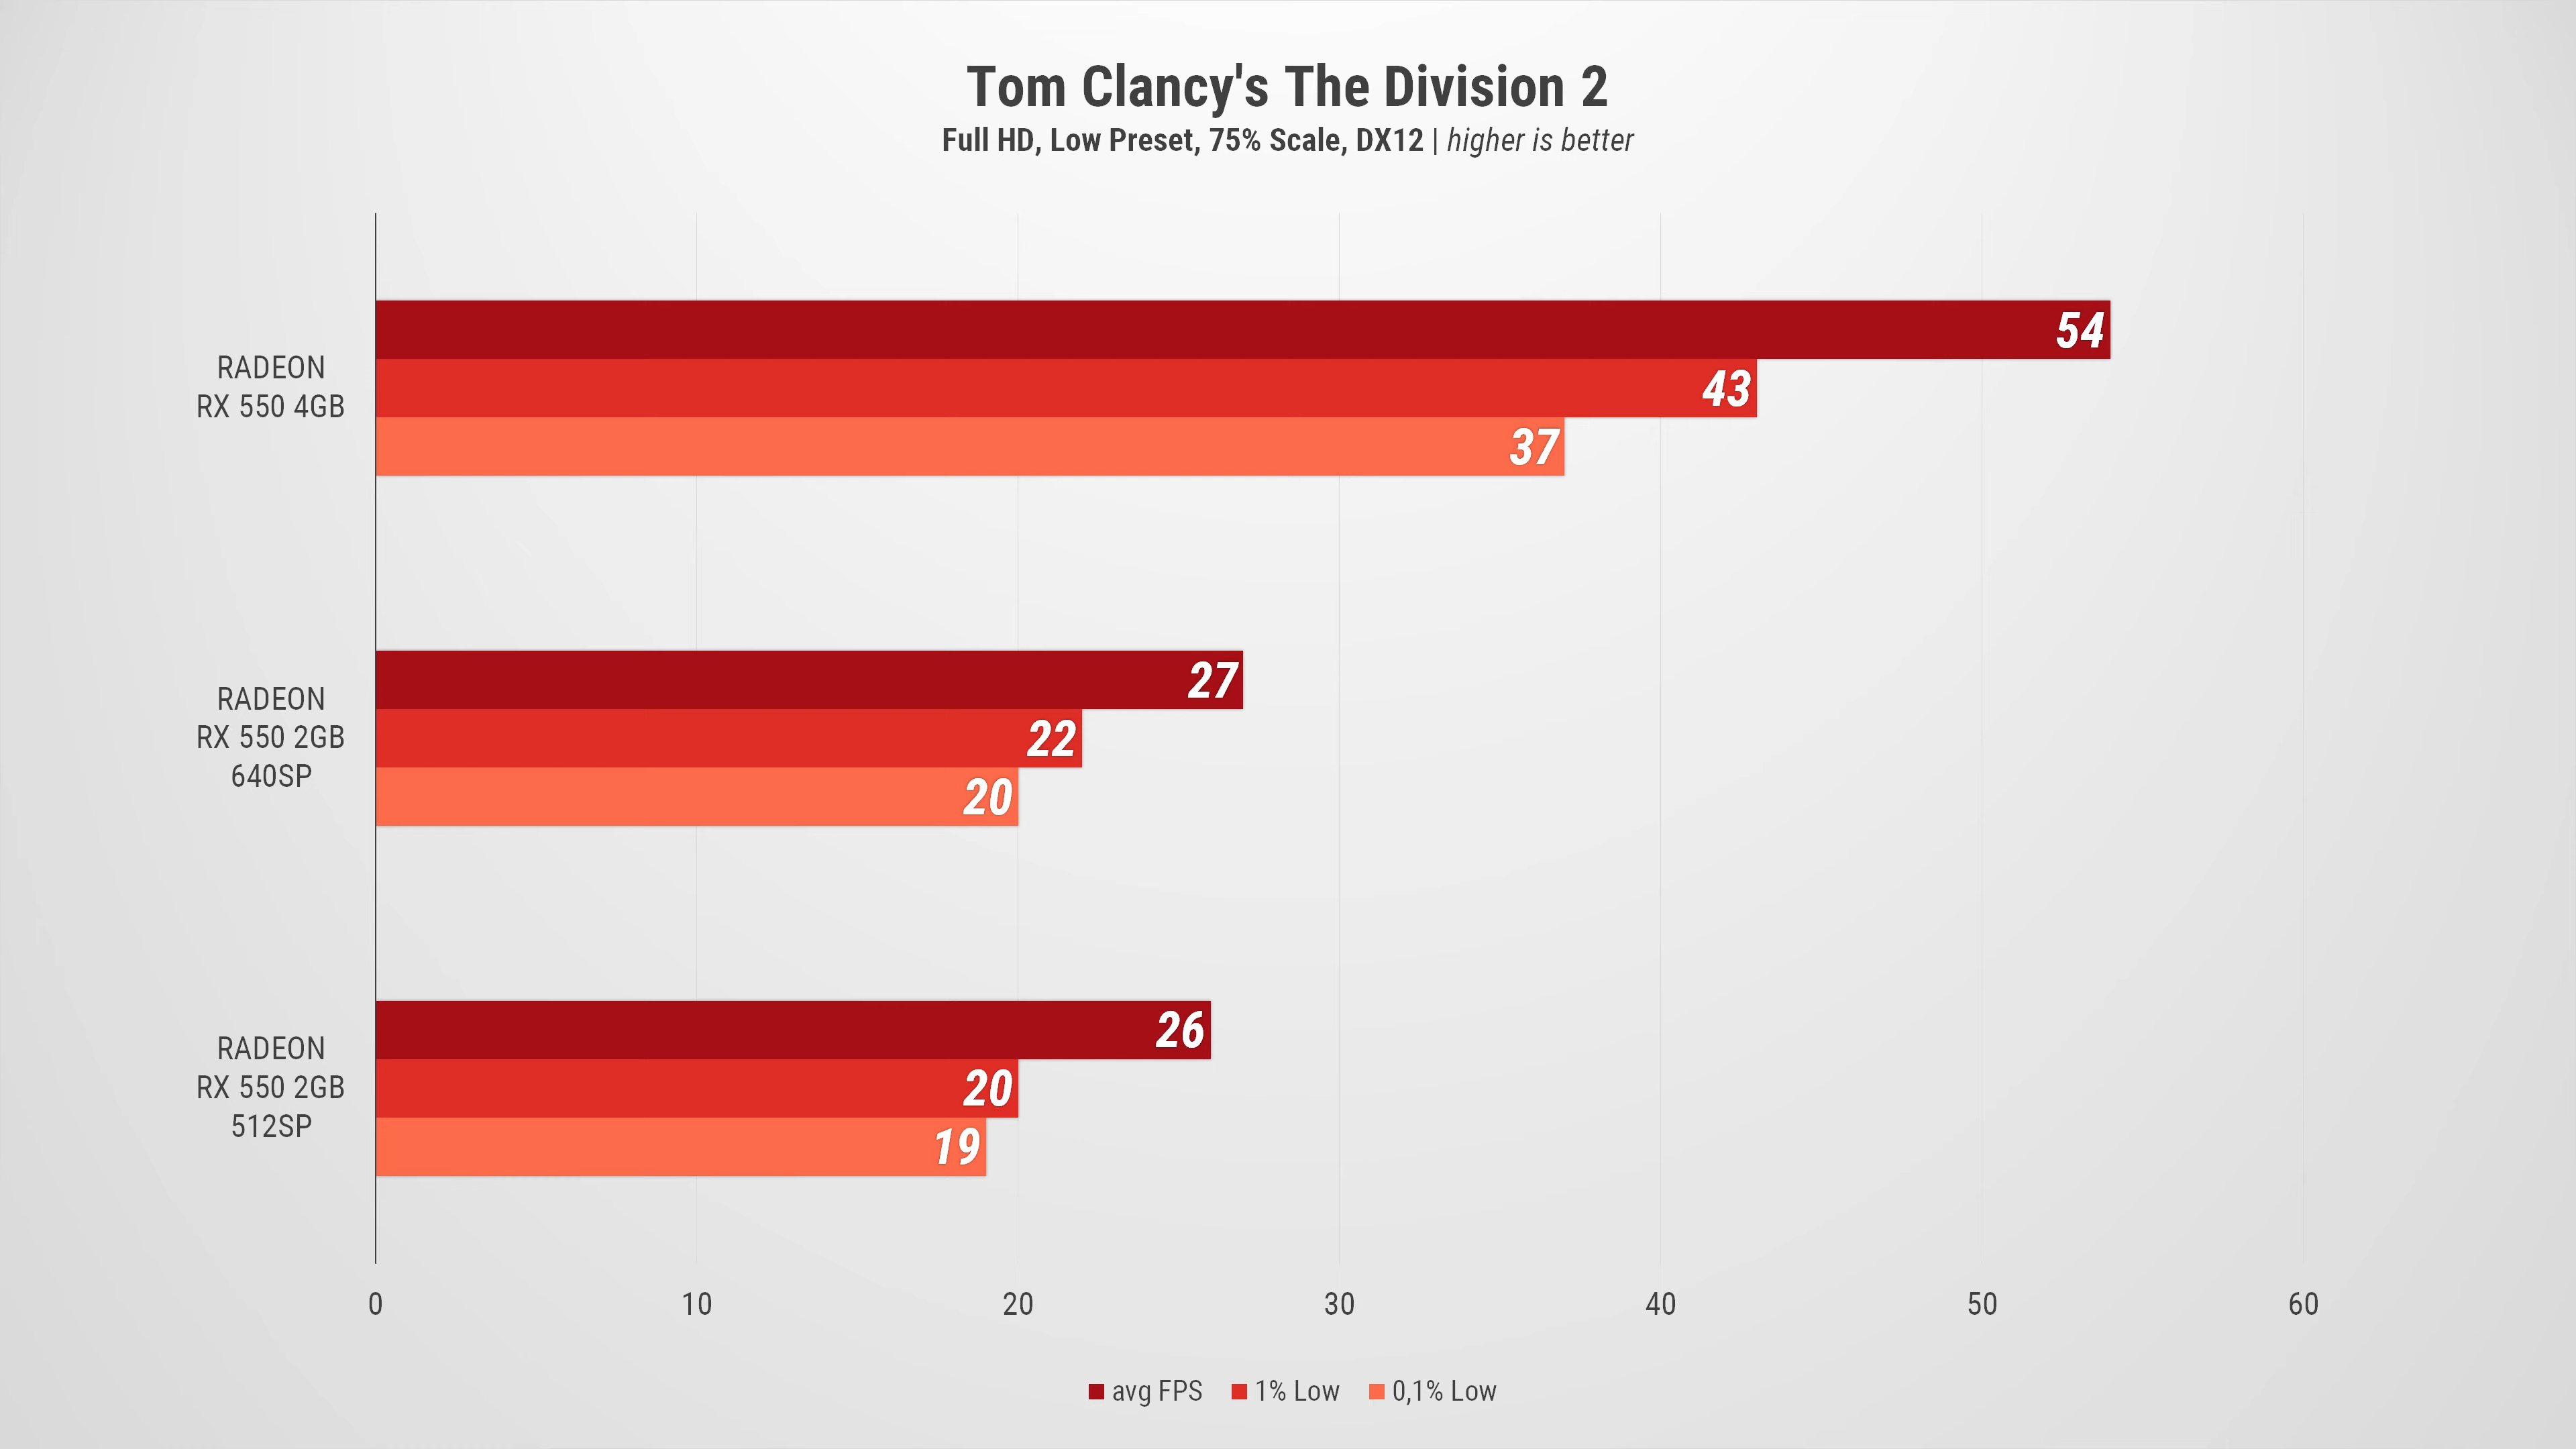 Tom Clancy's The Division 2
Full HD, Low Preset, 75% Scale, DX12 | higher is better
RADEON
RX 550 4GB
54
43
37
RADEON
RX 550 2GB
640SP
27
22
20
RADEON
RX 550 2GB
512SP
26
20
19
0 10 20 30 40 50 60
avg FPS 1% Low 0,1% Low